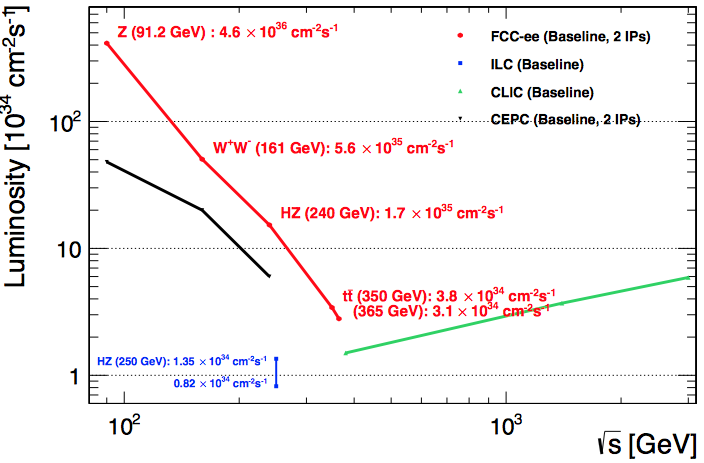 Z (91.2 GeV) : 4.6 × 10³⁶ cm⁻²s⁻¹
FCC-ee (Baseline, 2 IPs)
ILC (Baseline)
CLIC (Baseline)
CEPC (Baseline, 2 IPs)
W⁺W⁻ (161 GeV): 5.6 × 10³⁵ cm⁻²s⁻¹
HZ (240 GeV): 1.7 × 10³⁵ cm⁻²s⁻¹
tt̄ (350 GeV): 3.8 × 10³⁴ cm⁻²s⁻¹
(365 GeV): 3.1 × 10³⁴ cm⁻²s⁻¹
HZ (250 GeV): 1.35 × 10³⁴ cm⁻²s⁻¹
0.82 × 10³⁴ cm⁻²s⁻¹
Luminosity [10³⁴ cm⁻²s⁻¹]
10²
10
1
10²
10³
√s [GeV]